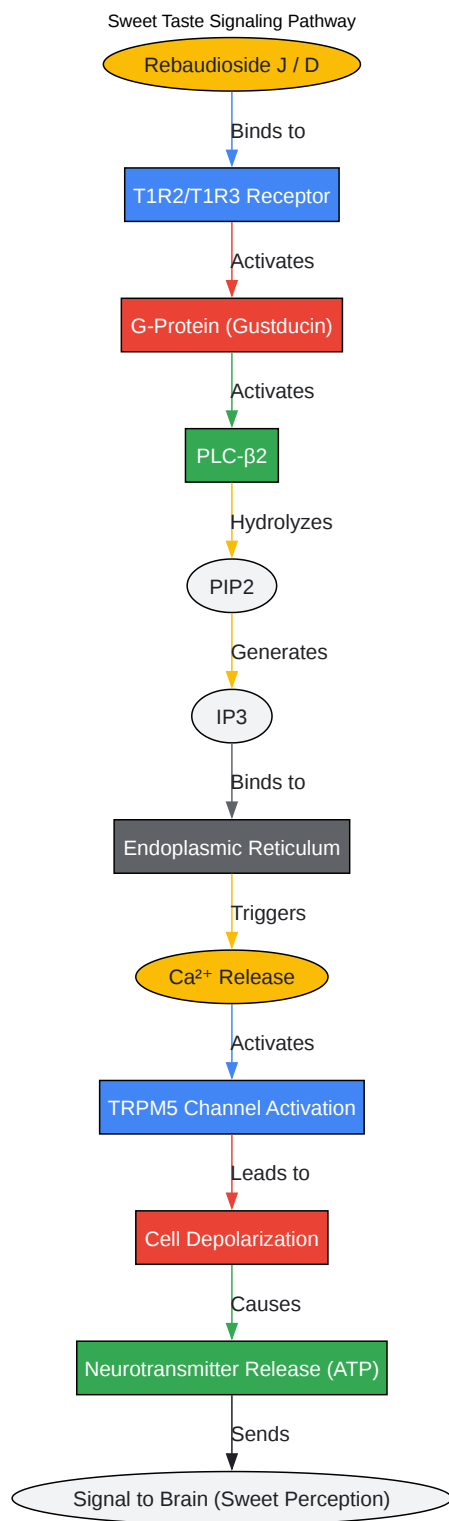 Sweet Taste Signaling Pathway
Rebaudioside J / D
Binds to
T1R2/T1R3 Receptor
Activates
G-Protein (Gustducin)
Activates
PLC-β2
Hydrolyzes
PIP2
Generates
IP3
Binds to
Endoplasmic Reticulum
Triggers
Ca²⁺ Release
Activates
TRPM5 Channel Activation
Leads to
Cell Depolarization
Causes
Neurotransmitter Release (ATP)
Sends
Signal to Brain (Sweet Perception)